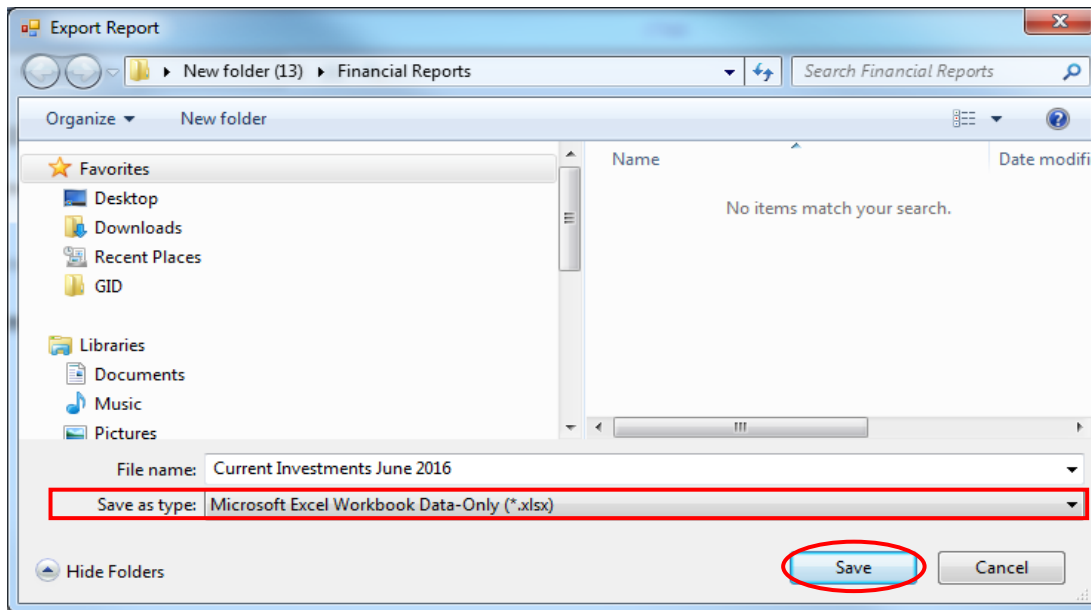 Export Report
New folder (13) Financial Reports Search Financial Reports
Organize New folder
Favorites
Desktop
Downloads
Recent Places
GID
Libraries
Documents
Music
Pictures
Name Date modifi
No items match your search.
File name: Current Investments June 2016
Save as type: Microsoft Excel Workbook Data-Only (*.xlsx)
Hide Folders Save Cancel